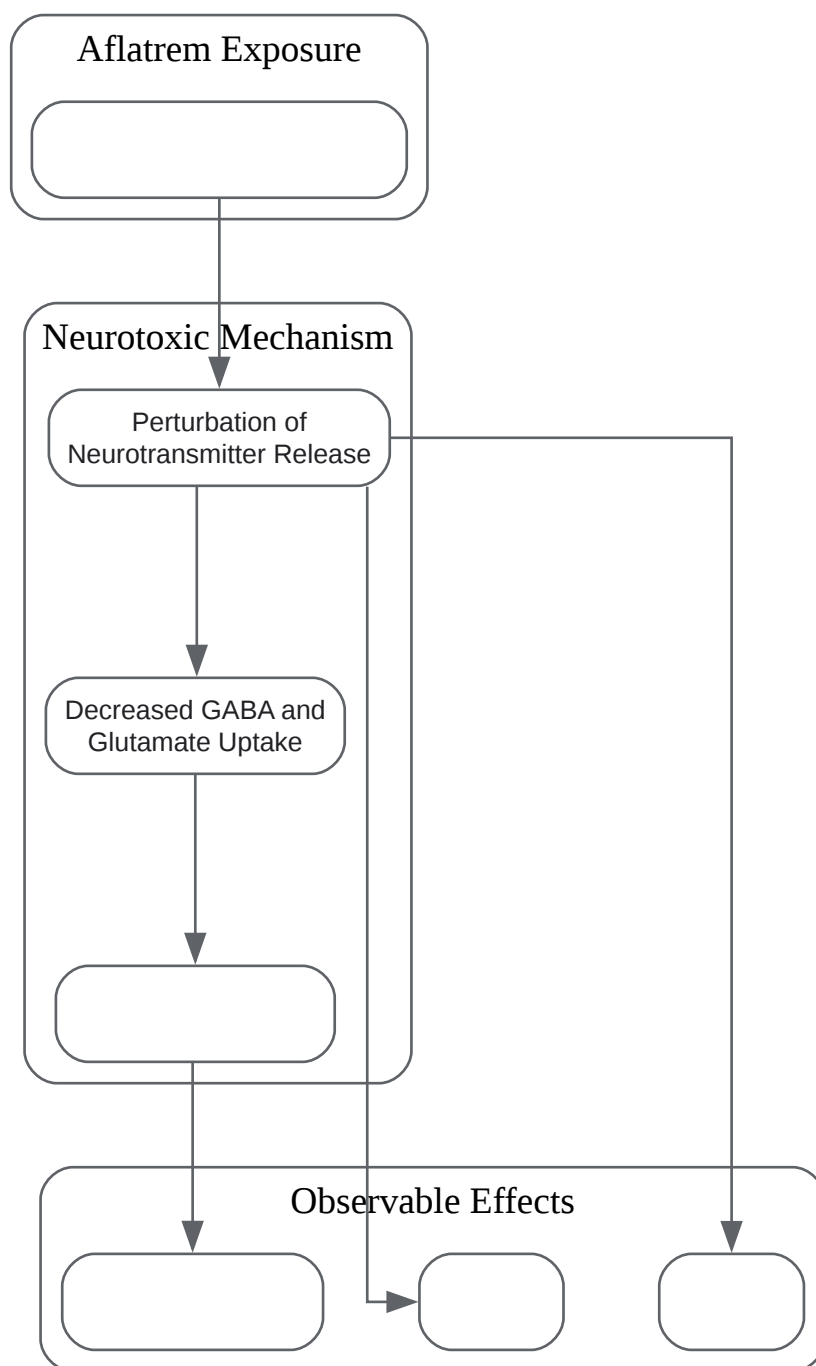 Aflatrem Exposure
Neurotoxic Mechanism
Perturbation of
Neurotransmitter Release
Decreased GABA and
Glutamate Uptake
Observable Effects